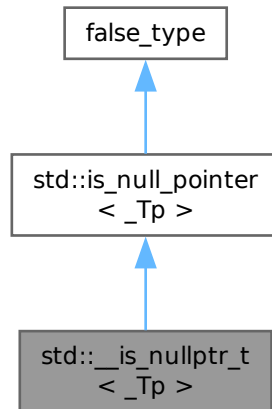 false_type
std::is_null_pointer
< _Tp >
std::__is_nullptr_t
< _Tp >